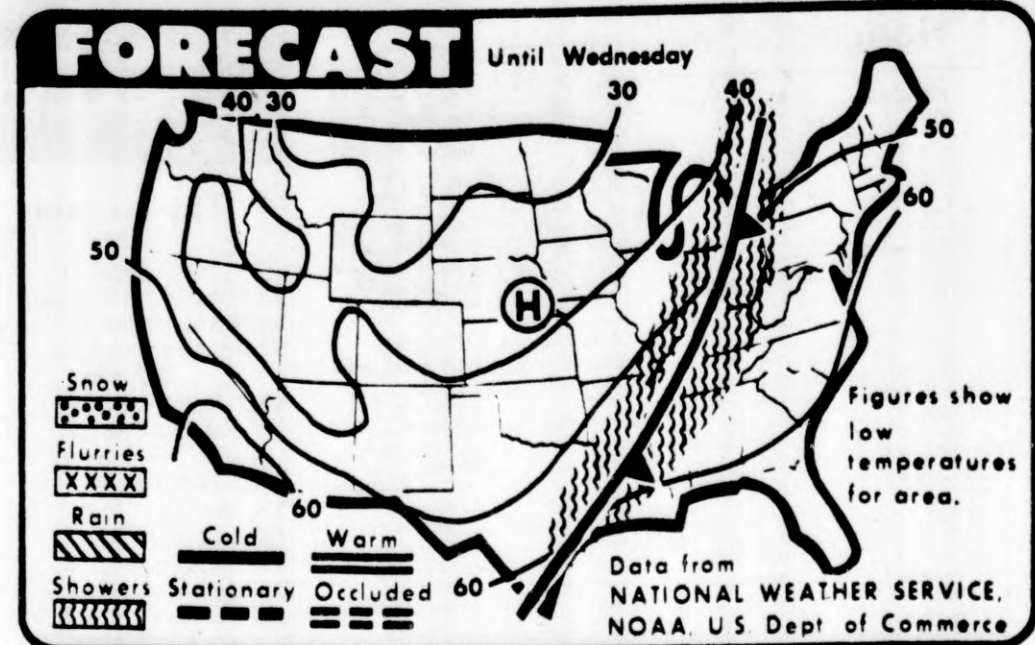 FORECAST Until Wednesday
40 30 30 40
50
60
50
H
Snow
Flurries
XXXX
Rain
Showers
Cold Warm
Stationary Occluded
60
60
Figures show
low
temperatures
for area.
Data from
NATIONAL WEATHER SERVICE,
NOAA, U.S. Dept of Commerce